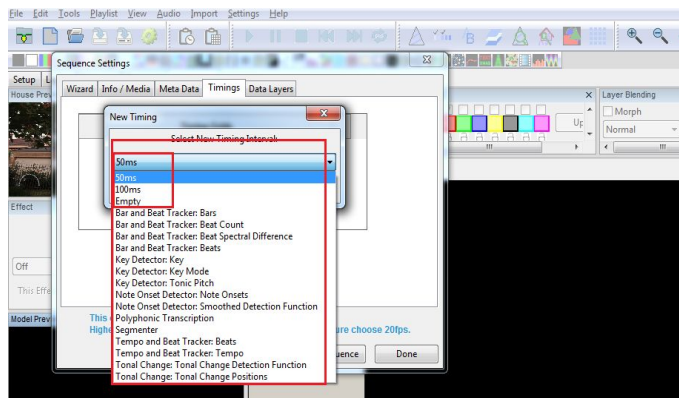 File Edit Tools Playlist View Audio Import Settings Help
Sequence Settings
Setup
House Prev
Wizard Info / Media Meta Data Timings Data Layers
Layer Blending
Morph
Normal
New Timing
Select New Timing Interval:
50ms
50ms
100ms
Empty
Bar and Beat Tracker: Bars
Bar and Beat Tracker: Beat Count
Bar and Beat Tracker: Beat Spectral Difference
Bar and Beat Tracker: Beats
Key Detector: Key
Key Detector: Key Mode
Key Detector: Tonic Pitch
Note Onset Detector: Note Onsets
Note Onset Detector: Smoothed Detection Function
Polyphonic Transcription
Segmenter
Tempo and Beat Tracker: Beats
Tempo and Beat Tracker: Tempo
Tonal Change: Tonal Change Detection Function
Tonal Change: Tonal Change Positions
Effect
Off
This Effe
Model Prev
This
Highe ure choose 20fps.
uence Done